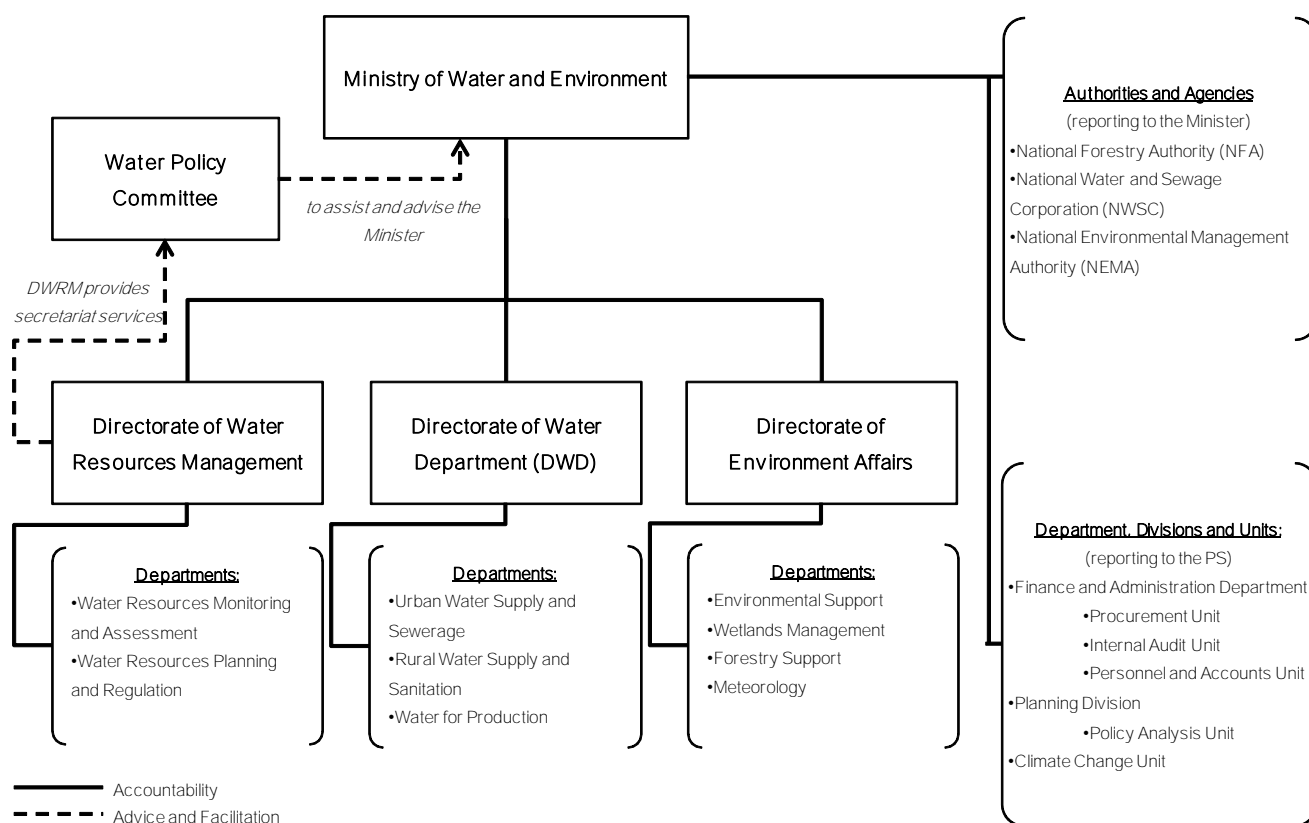 Ministry of Water and Environment
Water Policy
Committee
to assist and advise the
Minister
DWRM provides
secretariat services
Authorities and Agencies
(reporting to the Minister)
•National Forestry Authority (NFA)
•National Water and Sewage
Corporation (NWSC)
•National Environmental Management
Authority (NEMA)
Directorate of Water
Resources Management
Directorate of Water
Department (DWD)
Directorate of
Environment Affairs
Departments:
•Water Resources Monitoring
and Assessment
•Water Resources Planning
and Regulation
Departments:
•Urban Water Supply and
Sewerage
•Rural Water Supply and
Sanitation
•Water for Production
Departments:
•Environmental Support
•Wetlands Management
•Forestry Support
•Meteorology
Department, Divisions and Units:
(reporting to the PS)
•Finance and Administration Department
•Procurement Unit
•Internal Audit Unit
•Personnel and Accounts Unit
•Planning Division
•Policy Analysis Unit
•Climate Change Unit
Accountability
Advice and Facilitation